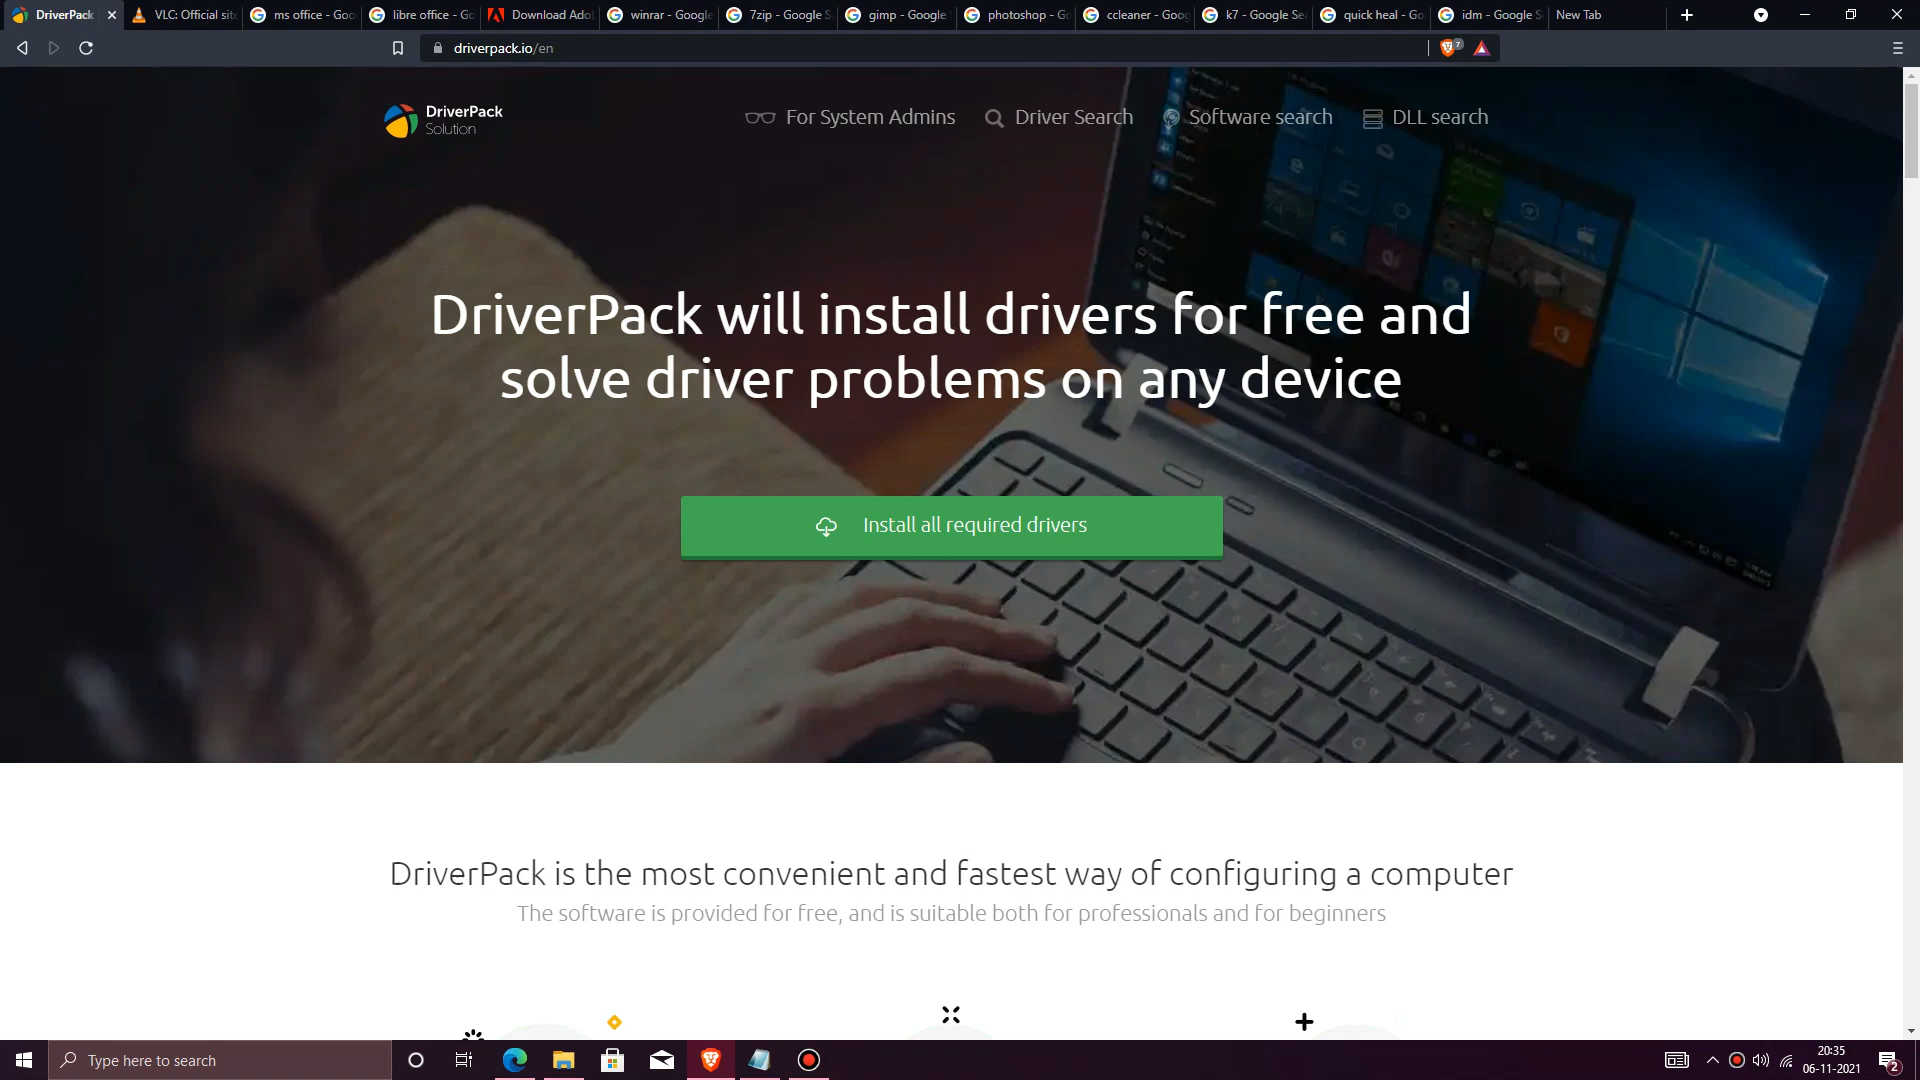 DriverPack
VLC: Official site
ms office - Goo
libre office - Go
Download Ado
winrar - Google
7zip - Google S
gimp - Google
photoshop - Go
ccleaner - Goog
k7 - Google Se
quick heal - Go
idm - Google S
New Tab
driverpack.io/en
7
DriverPack
Solution
For System Admins
Driver Search
Software search
DLL search
DriverPack will install drivers for free and
solve driver problems on any device
Install all required drivers
DriverPack is the most convenient and fastest way of configuring a computer
The software is provided for free, and is suitable both for professionals and for beginners
Type here to search
20:35
06-11-2021
2